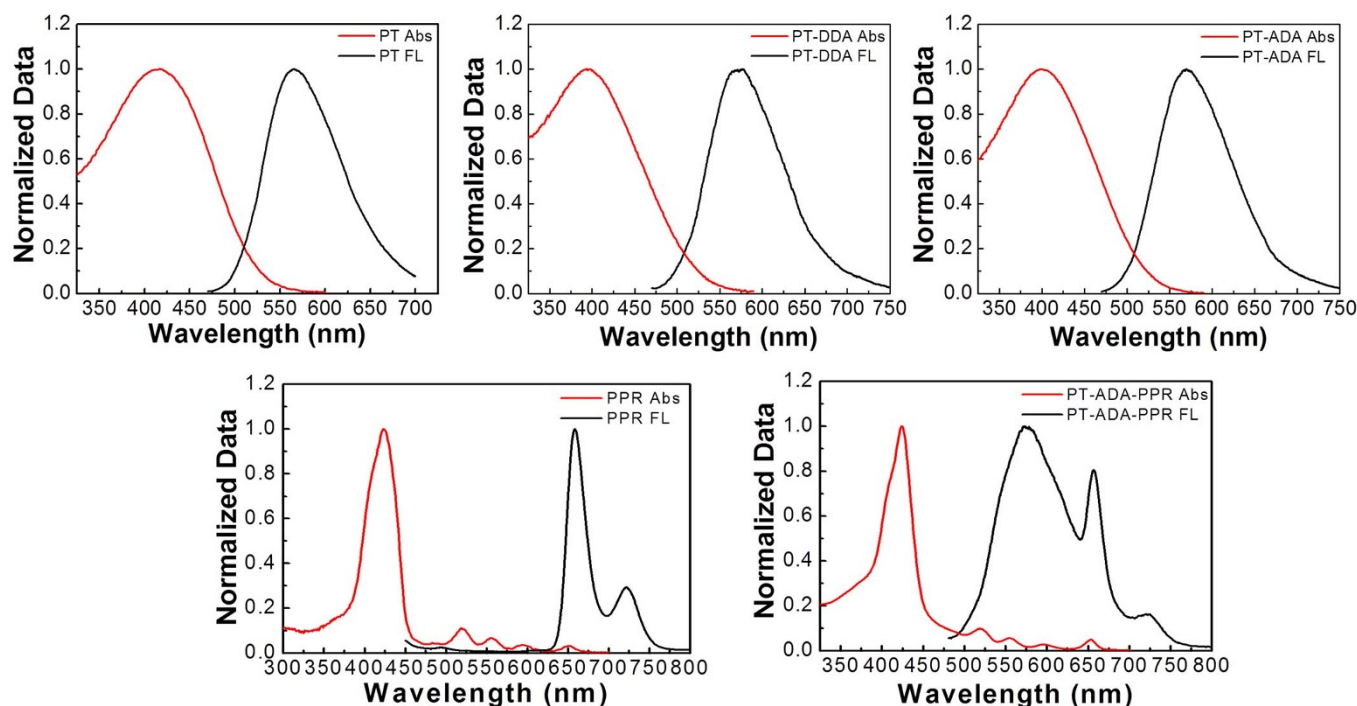 PT Abs
PT FL
Normalized Data
1.2
1.0
0.8
0.6
0.4
0.2
0.0
350 400 450 500 550 600 650 700
Wavelength (nm)
PT-DDA Abs
PT-DDA FL
Normalized Data
1.2
1.0
0.8
0.6
0.4
0.2
0.0
350 400 450 500 550 600 650 700 750
Wavelength (nm)
PT-ADA Abs
PT-ADA FL
Normalized Data
1.2
1.0
0.8
0.6
0.4
0.2
0.0
350 400 450 500 550 600 650 700 750
Wavelength (nm)
PPR Abs
PPR FL
Normalized Data
1.2
1.0
0.8
0.6
0.4
0.2
0.0
300 350 400 450 500 550 600 650 700 750 800
Wavelength (nm)
PT-ADA-PPR Abs
PT-ADA-PPR FL
Normalized Data
1.2
1.0
0.8
0.6
0.4
0.2
0.0
350 400 450 500 550 600 650 700 750 800
Wavelength (nm)